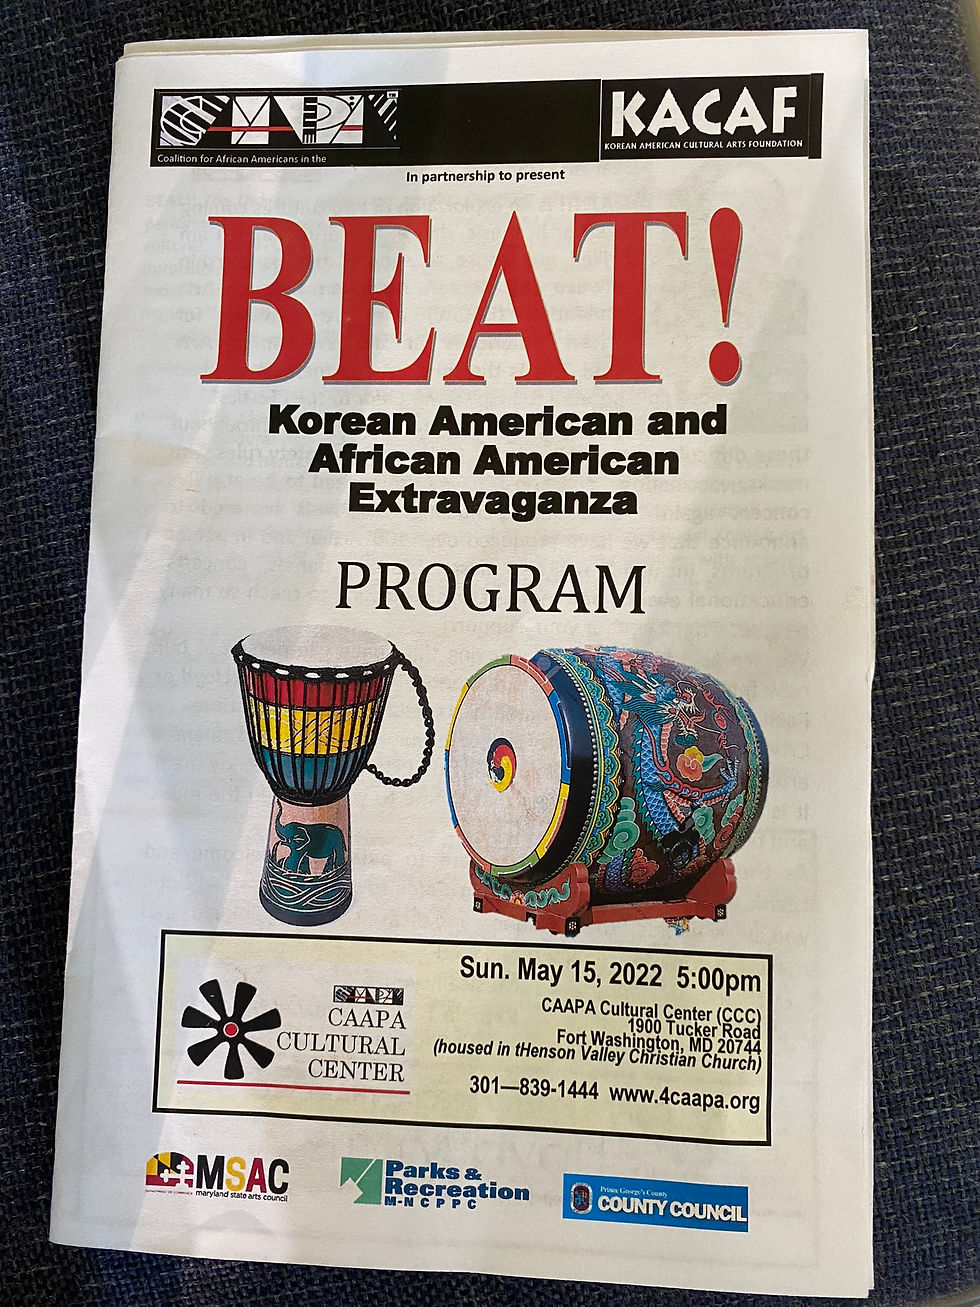 KACAF
Coalition for African Americans in the
KOREAN AMERICAN CULTURAL ARTS FOUNDATION
In partnership to present
BEAT!
Korean American and
African American
Extravaganza
PROGRAM
Sun. May 15, 2022 5:00pm
CAAPA Cultural Center (CCC)
1900 Tucker Road
Fort Washington, MD 20744
(housed in tHenson Valley Christian Church)
301—839-1444 www.4caapa.org
CAAPA
CULTURAL
CENTER
MSAC
maryland state arts council
Parks &
Recreation
M-NCPPC
Prince George's County
COUNTY COUNCIL